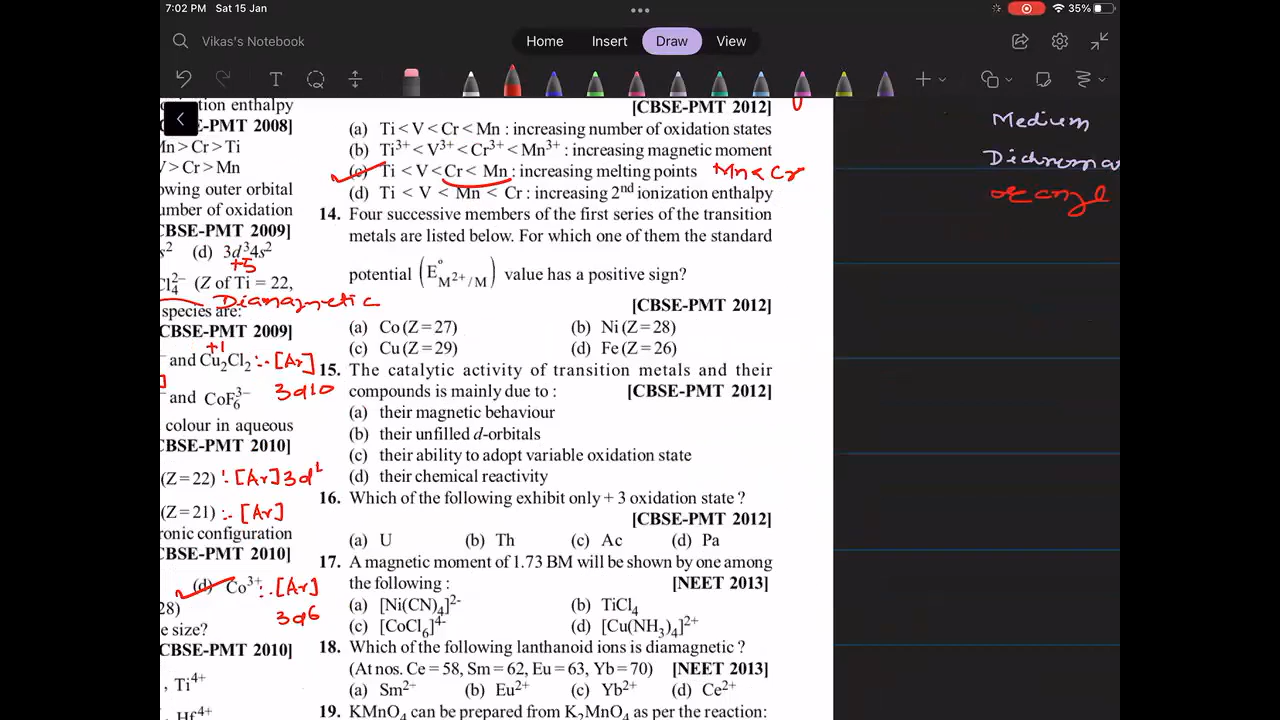 7:02 PM Sat 15 Jan
35%
Vikas's Notebook
Home Insert Draw View
ction enthalpy
CBSE-PMT 2008]
Mn > Cr > Ti
V > Cr > Mn
owing outer orbital
umber of oxidation
CBSE-PMT 2009]
s² (d) 3d³4s²
+5
Cl₄²⁻ (Z of Ti = 22,
Diamagnetic
species are:
CBSE-PMT 2009]
+1
and Cu₂Cl₂ :- [Ar]
3d10
and CoF₆³⁻
colour in aqueous
CBSE-PMT 2010]
(Z = 22) :- [Ar] 3d¹
(Z = 21) :- [Ar]
ronic configuration
CBSE-PMT 2010]
(d) Co³⁺ :- [Ar]
3d6
28)
e size?
CBSE-PMT 2010]
, Ti⁴⁺
Hf⁴⁺
[CBSE-PMT 2012]
(a) Ti < V < Cr < Mn : increasing number of oxidation states
(b) Ti³⁺ < V³⁺ < Cr³⁺ < Mn³⁺ : increasing magnetic moment
(c) Ti < V < Cr < Mn : increasing melting points Mn < Cr
(d) Ti < V < Mn < Cr : increasing 2nd ionization enthalpy
14. Four successive members of the first series of the transition
metals are listed below. For which one of them the standard
potential (E°M²⁺/M) value has a positive sign?
[CBSE-PMT 2012]
(a) Co (Z = 27) (b) Ni (Z = 28)
(c) Cu (Z = 29) (d) Fe (Z = 26)
15. The catalytic activity of transition metals and their
compounds is mainly due to : [CBSE-PMT 2012]
(a) their magnetic behaviour
(b) their unfilled d-orbitals
(c) their ability to adopt variable oxidation state
(d) their chemical reactivity
16. Which of the following exhibit only + 3 oxidation state ?
[CBSE-PMT 2012]
(a) U (b) Th (c) Ac (d) Pa
17. A magnetic moment of 1.73 BM will be shown by one among
the following : [NEET 2013]
(a) [Ni(CN)₄]²⁻ (b) TiCl₄
(c) [CoCl₆]⁴⁻ (d) [Cu(NH₃)₄]²⁺
18. Which of the following lanthanoid ions is diamagnetic ?
(At nos. Ce = 58, Sm = 62, Eu = 63, Yb = 70) [NEET 2013]
(a) Sm²⁺ (b) Eu²⁺ (c) Yb²⁺ (d) Ce²⁺
19. KMnO₄ can be prepared from K₂MnO₄ as per the reaction:
Medium
Dichroma
orange